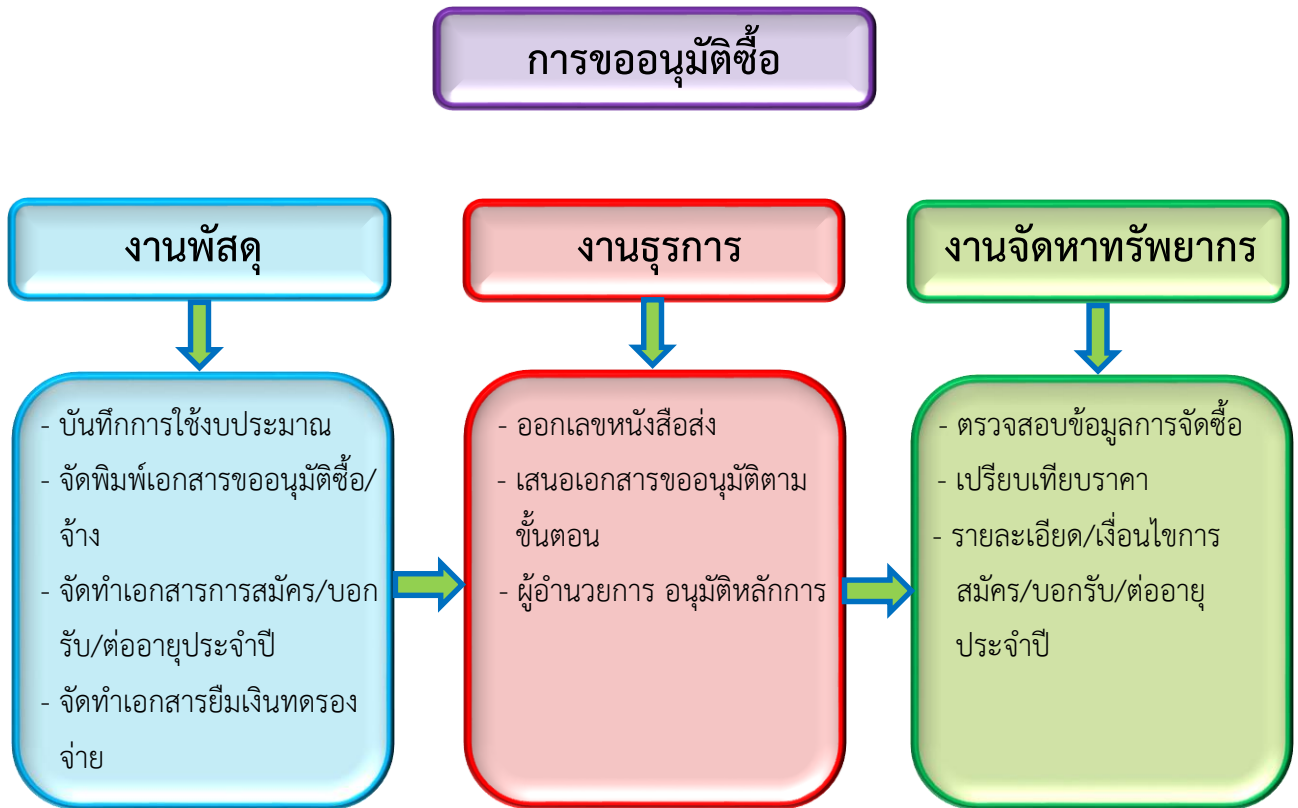 การขออนุมัติซื้อ
งานพัสดุ
- บันทึกการใช้งบประมาณ
- จัดพิมพ์เอกสารขออนุมัติซื้อ/
จ้าง
- จัดทำเอกสารการสมัคร/บอก
รับ/ต่ออายุประจำปี
- จัดทำเอกสารยืมเงินทดรอง
จ่าย
งานธุรการ
- ออกเลขหนังสือส่ง
- เสนอเอกสารขออนุมัติตาม
ขั้นตอน
- ผู้อำนวยการ อนุมัติหลักการ
งานจัดหาทรัพยากร
- ตรวจสอบข้อมูลการจัดซื้อ
- เปรียบเทียบราคา
- รายละเอียด/เงื่อนไขการ
สมัคร/บอกรับ/ต่ออายุ
ประจำปี